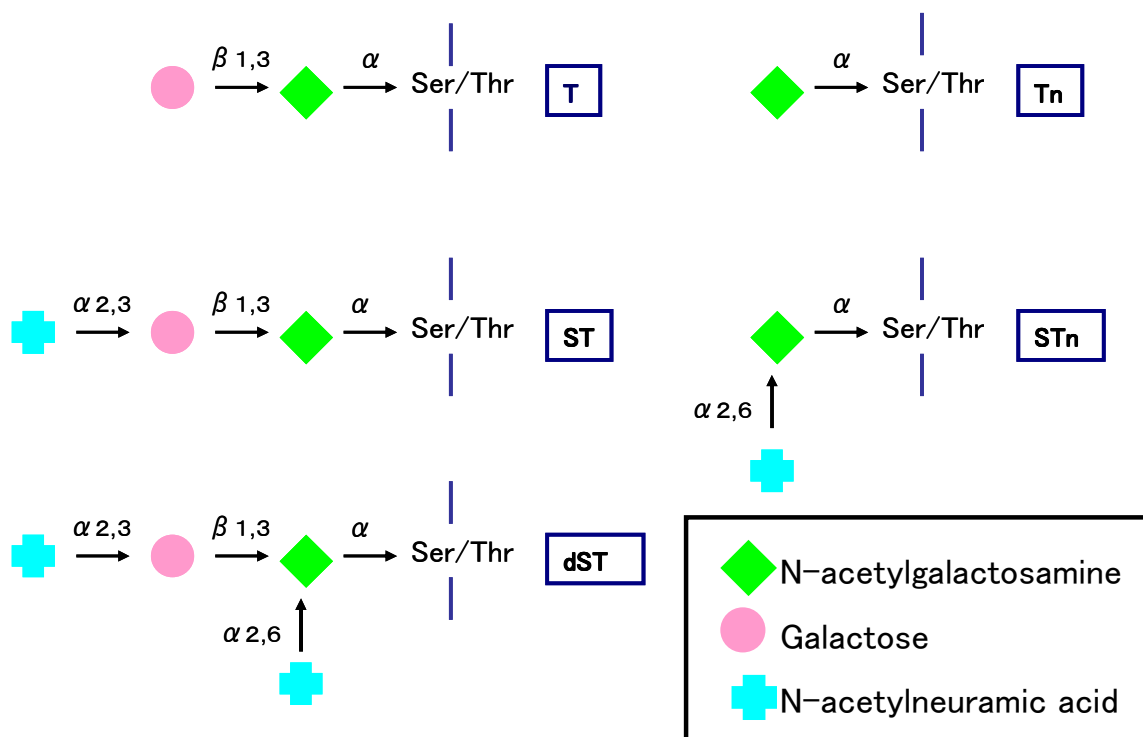 β 1,3 α Ser/Thr T
α Ser/Thr Tn
α 2,3 β 1,3 α Ser/Thr ST
α Ser/Thr STn
α 2,6
α 2,3 β 1,3 α Ser/Thr dST
α 2,6
N-acetylgalactosamine
Galactose
N-acetylneuramic acid